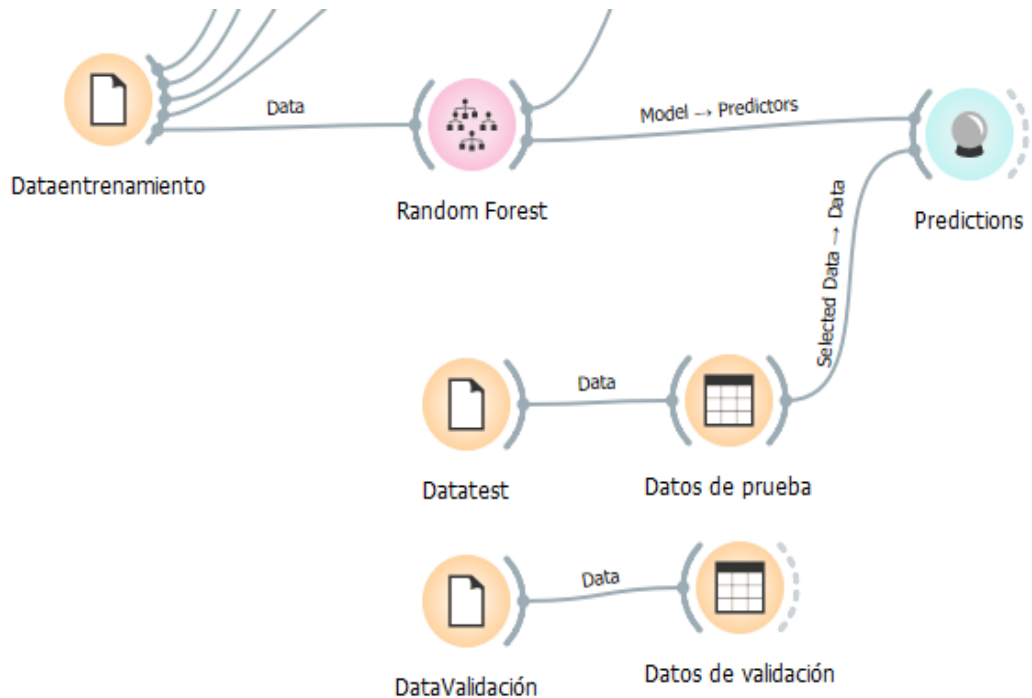 Data
Model → Predictors
Dataentrenamiento
Random Forest
Predictions
Selected Data → Data
Data
Datatest
Datos de prueba
Data
DataValidación
Datos de validación